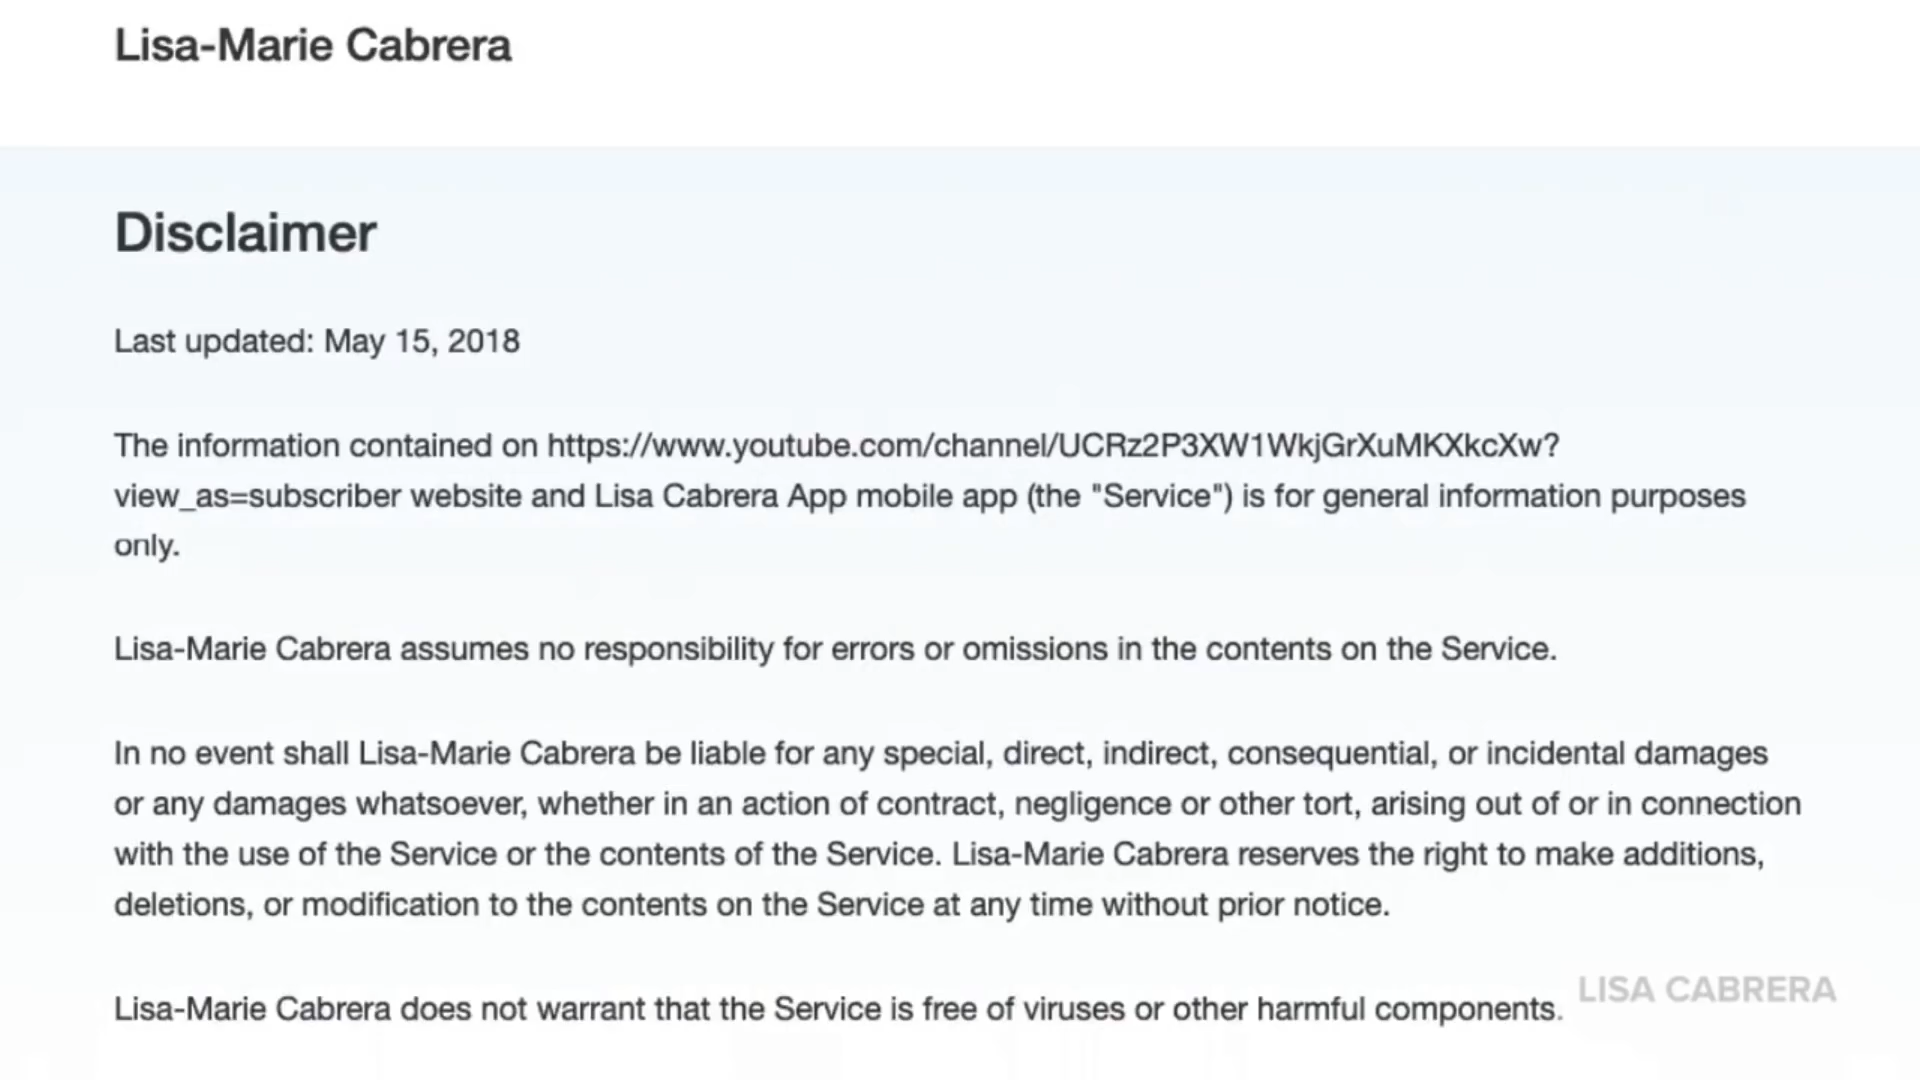 Lisa-Marie Cabrera
Disclaimer
Last updated: May 15, 2018
The information contained on https://www.youtube.com/channel/UCRz2P3XW1WkjGrXuMKXkcXw?
view_as=subscriber website and Lisa Cabrera App mobile app (the "Service") is for general information purposes
only.
Lisa-Marie Cabrera assumes no responsibility for errors or omissions in the contents on the Service.
In no event shall Lisa-Marie Cabrera be liable for any special, direct, indirect, consequential, or incidental damages
or any damages whatsoever, whether in an action of contract, negligence or other tort, arising out of or in connection
with the use of the Service or the contents of the Service. Lisa-Marie Cabrera reserves the right to make additions,
deletions, or modification to the contents on the Service at any time without prior notice.
Lisa-Marie Cabrera does not warrant that the Service is free of viruses or other harmful components.
LISA CABRERA